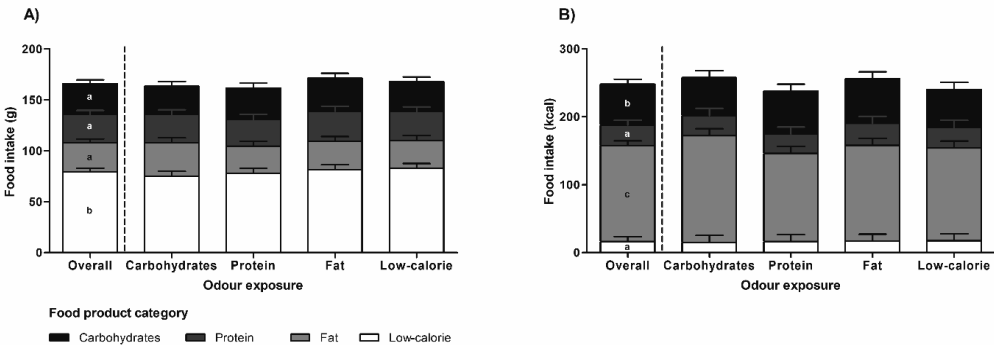 A)
Food intake (g)
200
150
100
50
0
a
a
a
b
Overall Carbohydrates Protein Fat Low-calorie
Odour exposure
B)
Food intake (kcal)
300
200
100
0
b
a
c
a
Overall Carbohydrates Protein Fat Low-calorie
Odour exposure
Food product category
Carbohydrates Protein Fat Low-calorie